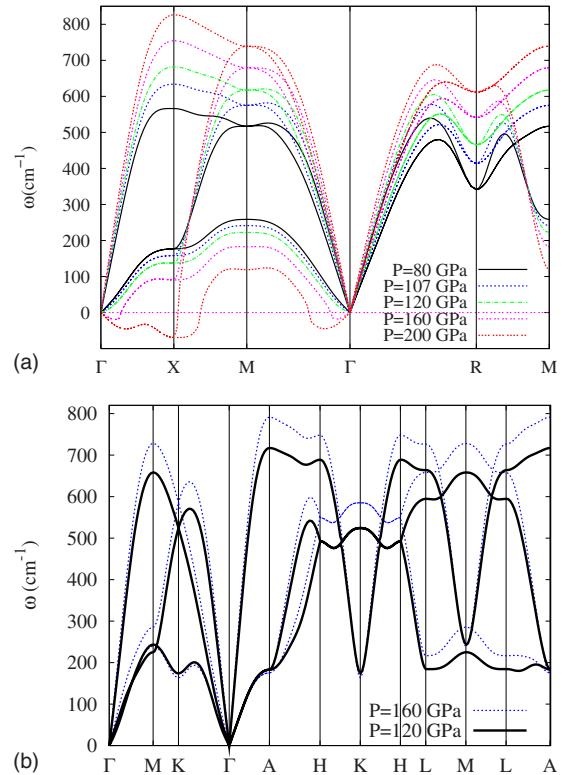 800
700
600
500
400
300
200
100
0
ω(cm⁻¹)
P=80 GPa
P=107 GPa
P=120 GPa
P=160 GPa
P=200 GPa
(a)
Γ X M Γ R M
800
700
600
500
400
300
200
100
0
ω (cm⁻¹)
P=160 GPa
P=120 GPa
(b)
Γ M K Γ A H K H L M L A